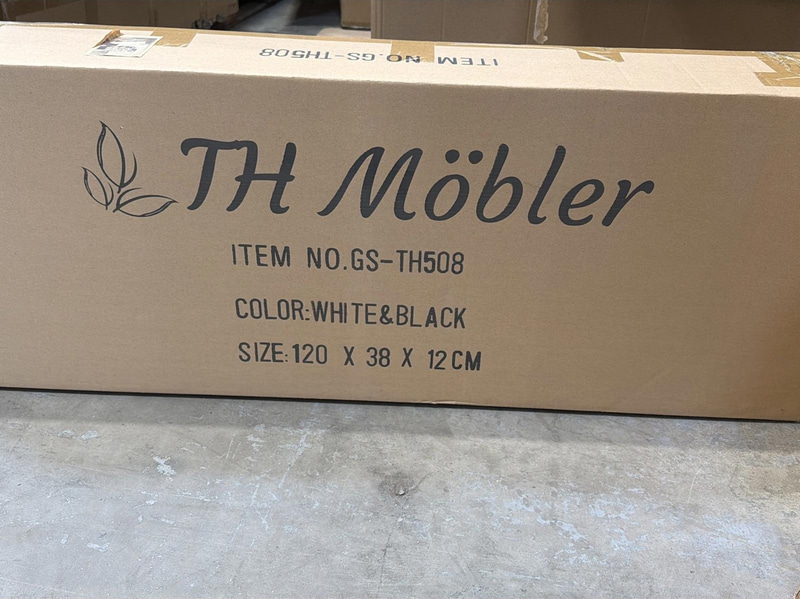 ITEM NO.GS-TH508
TH Möbler
ITEM NO.GS-TH508
COLOR:WHITE&BLACK
SIZE:120 X 38 X 12CM